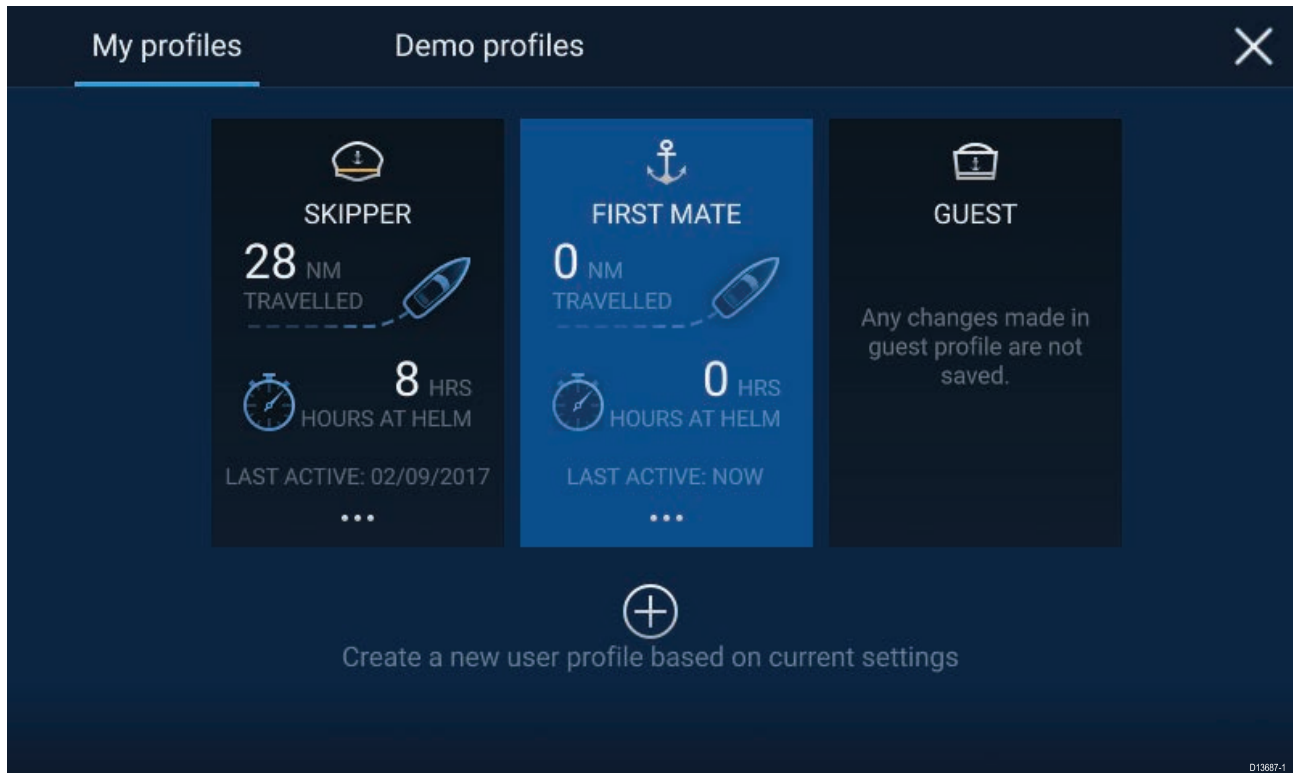 My profiles
Demo profiles
SKIPPER
28 NM
TRAVELLED
8 HRS
HOURS AT HELM
LAST ACTIVE: 02/09/2017
FIRST MATE
0 NM
TRAVELLED
0 HRS
HOURS AT HELM
LAST ACTIVE: NOW
GUEST
Any changes made in
guest profile are not
saved.
Create a new user profile based on current settings
D13687-1